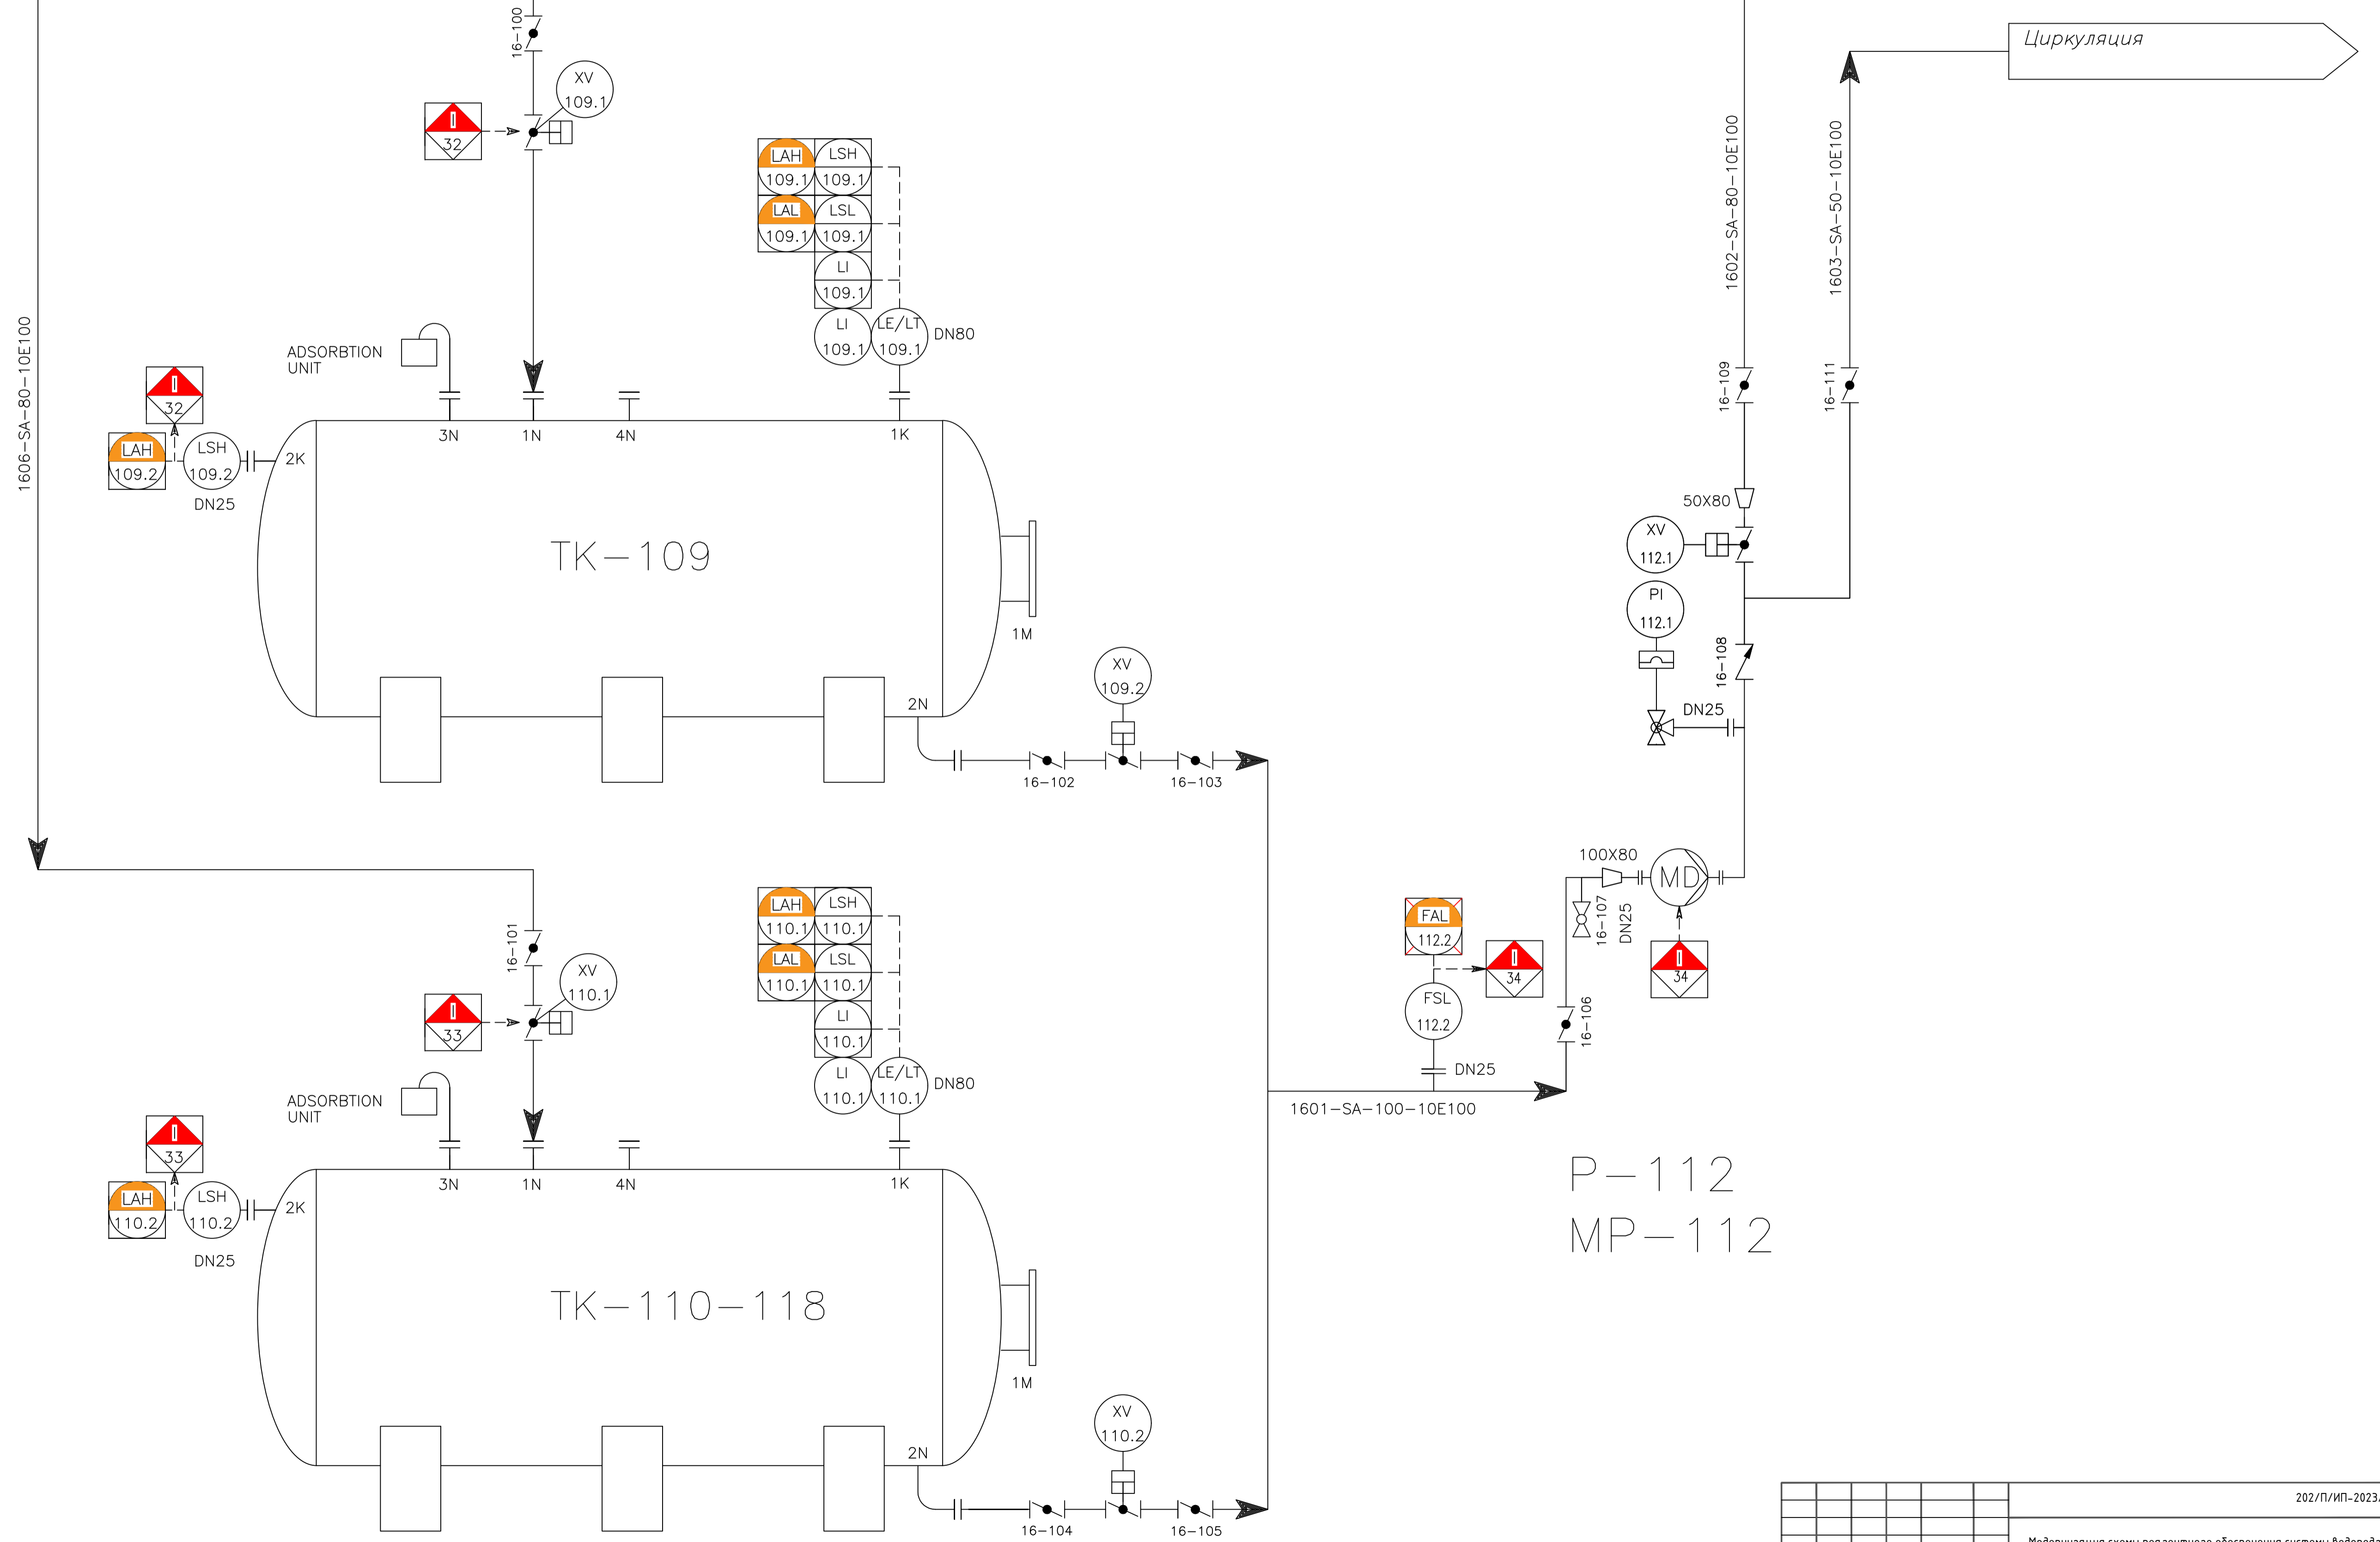 16-100
XV
109.1
I
32
Циркуляция
1606-SA-80-10E100
LAH
109.1
LSH
109.1
LAL
109.1
LSL
109.1
LI
109.1
LI
109.1
LE/LT
109.1
DN80
ADSORBTION
UNIT
I
32
LAH
109.2
LSH
109.2
DN25
2K
3N
1N
4N
1K
TK-109
1M
2N
XV
109.2
16-102
16-103
1602-SA-80-10E100
1603-SA-50-10E100
16-109
16-111
50X80
XV
112.1
PI
112.1
16-108
DN25
100X80
MD
16-107
DN25
I
34
FAL
112.2
I
34
FSL
112.2
DN25
16-106
1601-SA-100-10E100
P-112
MP-112
16-101
XV
110.1
I
33
LAH
110.1
LSH
110.1
LAL
110.1
LSL
110.1
LI
110.1
LI
110.1
LE/LT
110.1
DN80
ADSORBTION
UNIT
I
33
LAH
110.2
LSH
110.2
DN25
2K
3N
1N
4N
1K
TK-110-118
1M
2N
XV
110.2
16-104
16-105
202/П/ИП-2023.